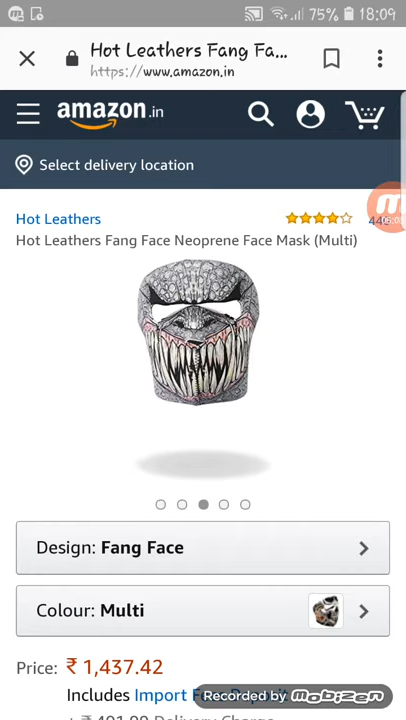 75% 18:09
Hot Leathers Fang Fa...
https://www.amazon.in
amazon.in
Select delivery location
Hot Leathers
Hot Leathers Fang Face Neoprene Face Mask (Multi)
Design: Fang Face
Colour: Multi
Price: ₹ 1,437.42
Includes Import
Recorded by mobizen
Delivery Charge